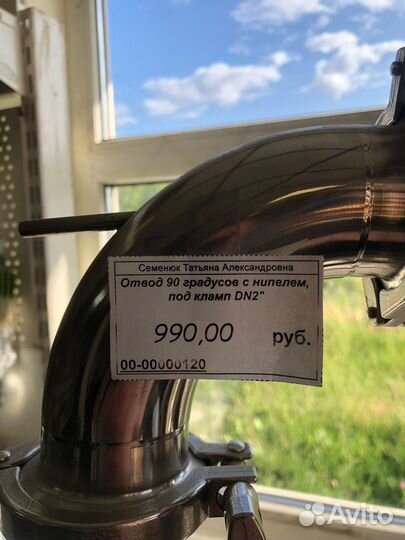 Семенюк Татьяна Александровна
Отвод 90 градусов с нипелем,
под кламп DN2"
990,00 руб.
00-00000120
Avito